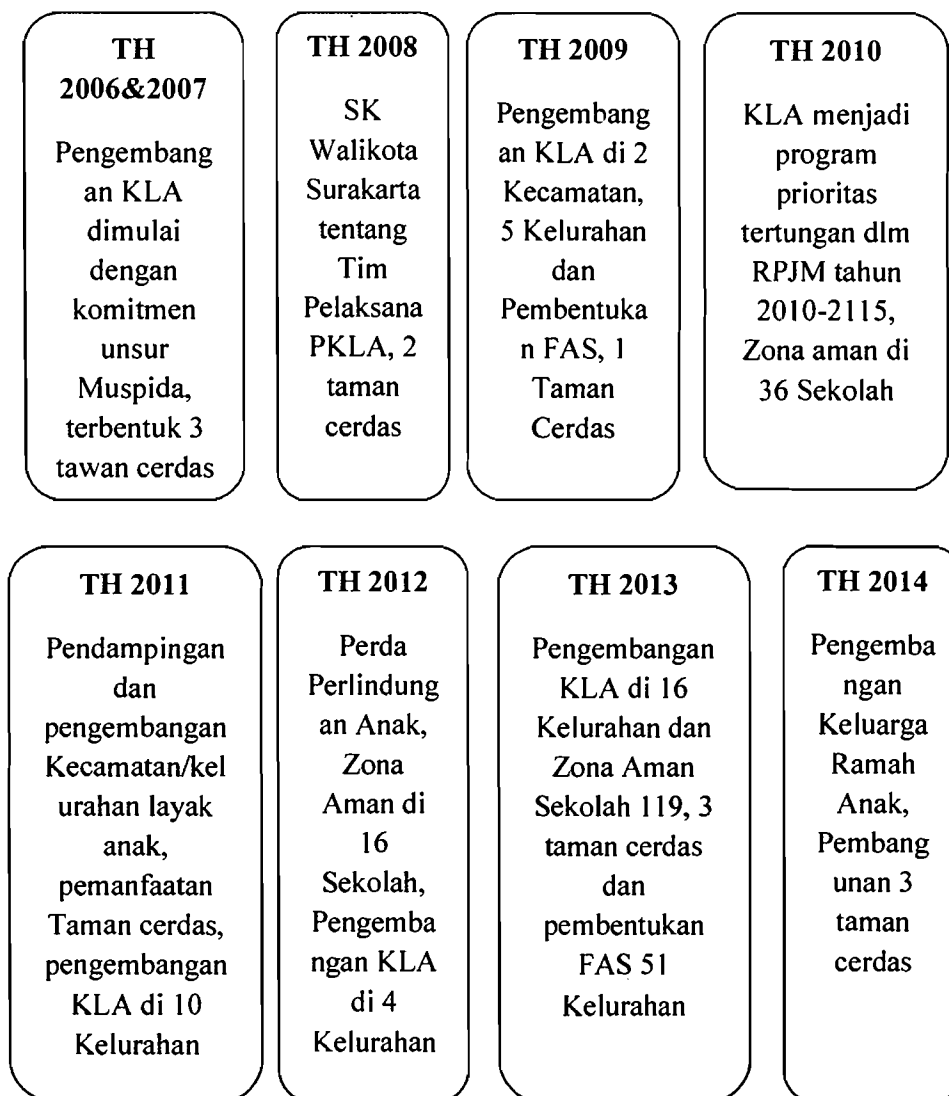 TH
2006&2007
Pengembang
an KLA
dimulai
dengan
komitmen
unsur
Muspida,
terbentuk 3
tawan cerdas
TH 2008
SK
Walikota
Surakarta
tentang
Tim
Pelaksana
PKLA, 2
taman
cerdas
TH 2009
Pengembang
an KLA di 2
Kecamatan,
5 Kelurahan
dan
Pembentuka
n FAS, 1
Taman
Cerdas
TH 2010
KLA menjadi
program
prioritas
tertungan dlm
RPJM tahun
2010-2115,
Zona aman di
36 Sekolah
TH 2011
Pendampingan
dan
pengembangan
Kecamatan/kel
urahan layak
anak,
pemanfaatan
Taman cerdas,
pengembangan
KLA di 10
Kelurahan
TH 2012
Perda
Perlindung
an Anak,
Zona
Aman di
16
Sekolah,
Pengemba
ngan KLA
di 4
Kelurahan
TH 2013
Pengembangan
KLA di 16
Kelurahan dan
Zona Aman
Sekolah 119, 3
taman cerdas
dan
pembentukan
FAS 51
Kelurahan
TH 2014
Pengemba
ngan
Keluarga
Ramah
Anak,
Pembang
unan 3
taman
cerdas